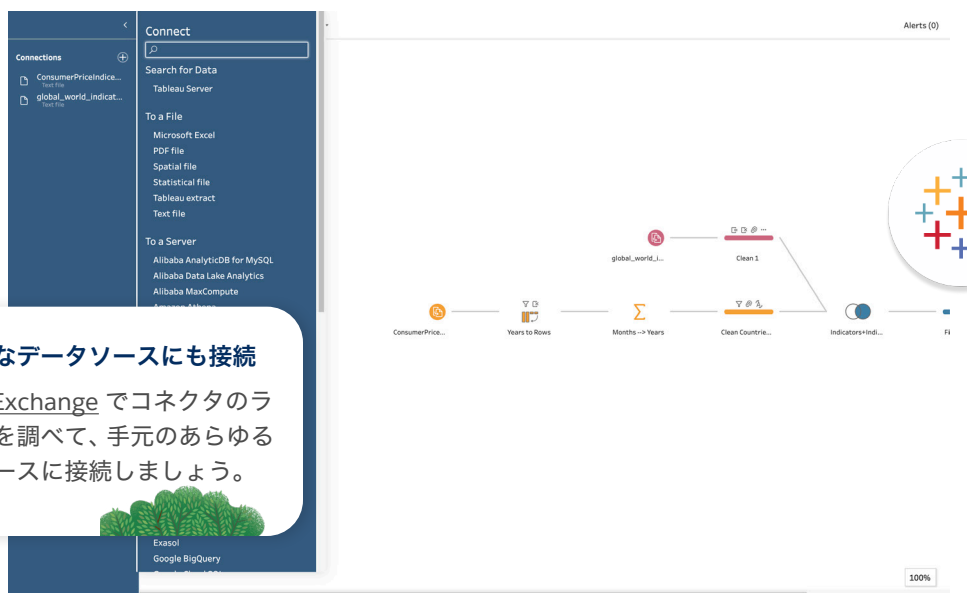 Alerts (0)
Connect
Connections
ConsumerPriceIndice...
Text file
global_world_indicat...
Text file
Search for Data
Tableau Server
To a File
Microsoft Excel
PDF file
Spatial file
Statistical file
Tableau extract
Text file
To a Server
Alibaba AnalyticDB for MySQL
Alibaba Data Lake Analytics
Alibaba MaxCompute
なデータソースにも接続
Exchange でコネクタのラ
を調べて、手元のあらゆる
ースに接続しましょう。
Exasol
Google BigQuery
global_world_i...
Clean 1
ConsumerPrice...
Years to Rows
Months --> Years
Clean Countrie...
Indicators+Indi...
100%